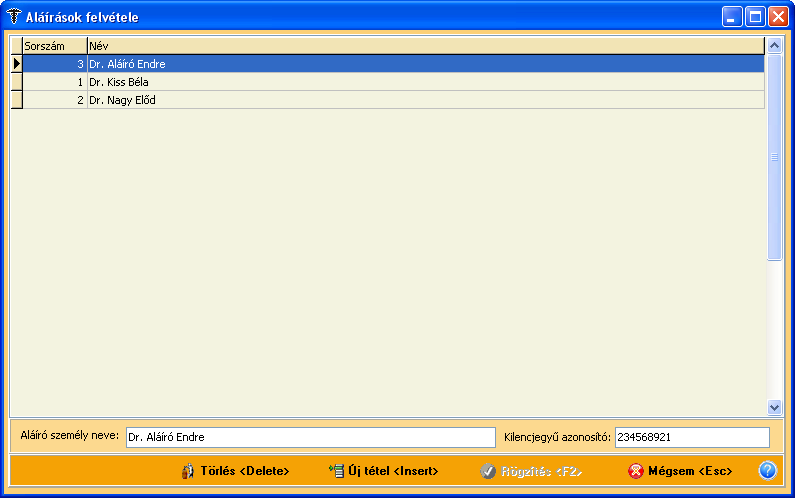 Aláírások felvétele
Sorszám Név
3 Dr. Aláíró Endre
1 Dr. Kiss Béla
2 Dr. Nagy Előd
Aláíró személy neve: Dr. Aláíró Endre Kilencjegyű azonosító: 234568921
Törlés <Delete> Új tétel <Insert> Rögzítés <F2> Mégsem <Esc> ?